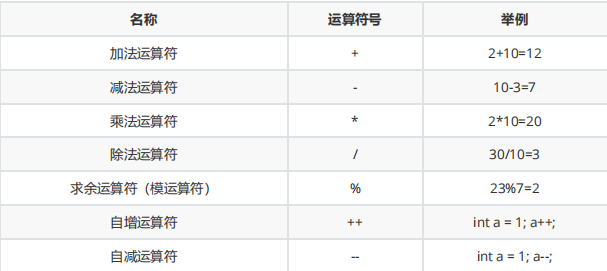 名称 运算符号 举例
加法运算符 + 2+10=12
减法运算符 - 10-3=7
乘法运算符 * 2*10=20
除法运算符 / 30/10=3
求余运算符（模运算符） % 23%7=2
自增运算符 ++ int a = 1; a++;
自减运算符 -- int a = 1; a--;